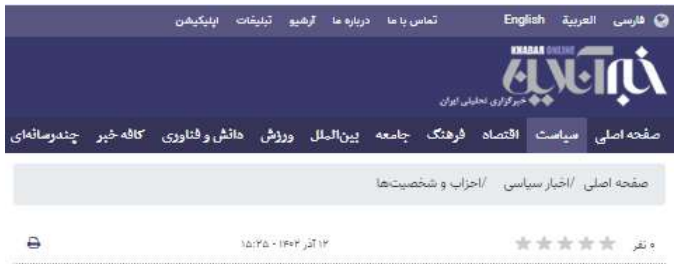 فارسی العربية English تماس با ما درباره ما آرشیو تبلیغات اپلیکیشن
KHABAR ONLINE
خبرآنلاین
خبرگزاری تحلیلی ایران
صفحه اصلی سیاست اقتصاد فرهنگ جامعه بین‌الملل ورزش دانش و فناوری کافه خبر چندرسانه‌ای
صفحه اصلی /اخبار سیاسی /احزاب و شخصیت‌ها
۰ نفر ۱۲ آذر ۱۴۰۲ - ۱۵:۲۵